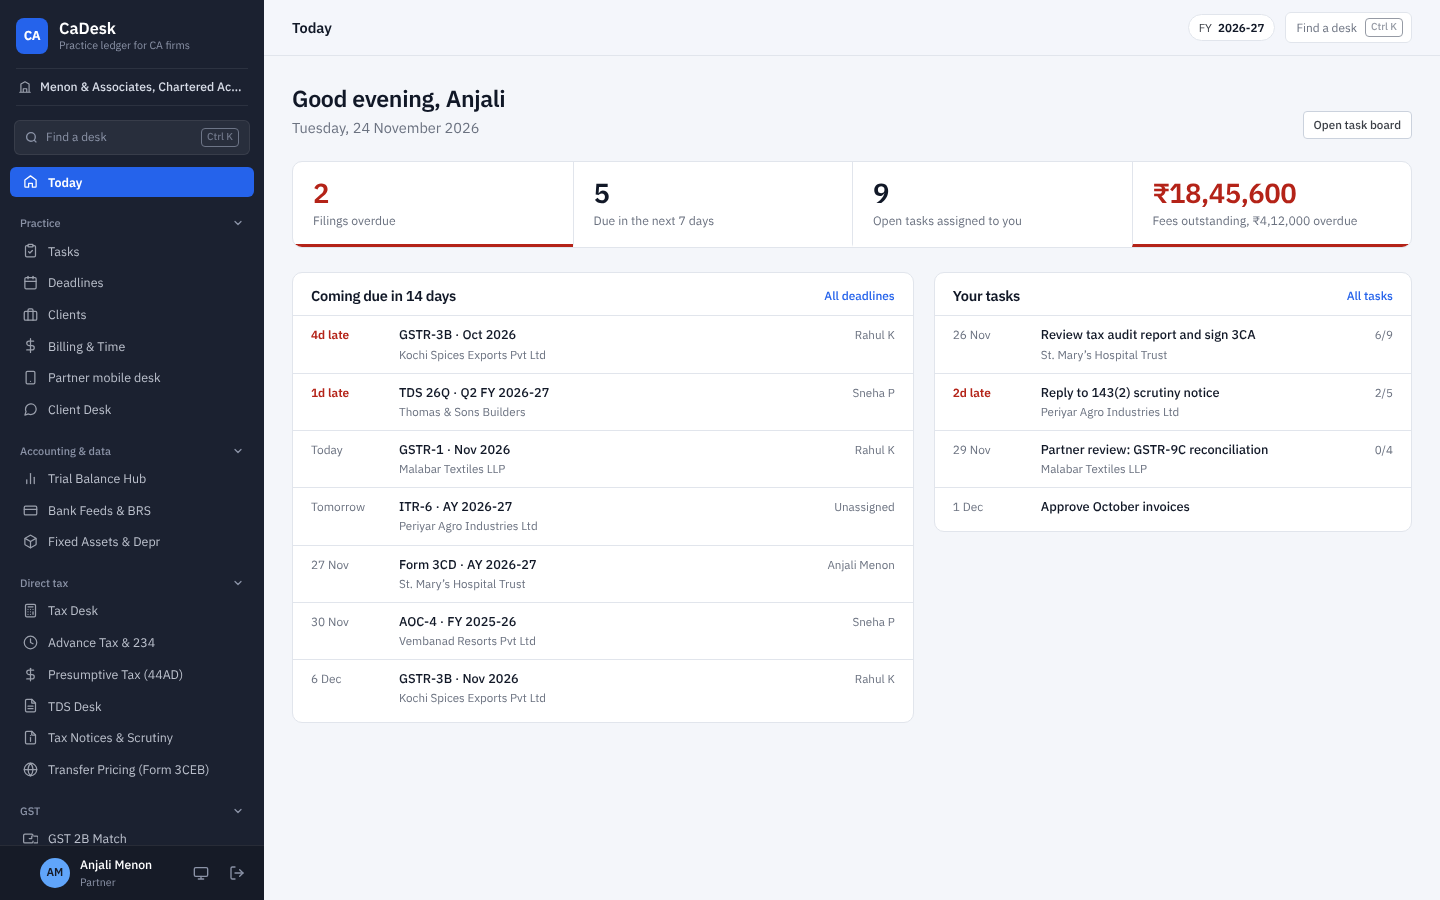 CA
CaDesk
Practice ledger for CA firms
Menon & Associates, Chartered Ac...
Find a desk Ctrl K
Today
Practice
Tasks
Deadlines
Clients
Billing & Time
Partner mobile desk
Client Desk
Accounting & data
Trial Balance Hub
Bank Feeds & BRS
Fixed Assets & Depr
Direct tax
Tax Desk
Advance Tax & 234
Presumptive Tax (44AD)
TDS Desk
Tax Notices & Scrutiny
Transfer Pricing (Form 3CEB)
GST
GST 2B Match
AM
Anjali Menon
Partner
Today
FY 2026-27
Find a desk Ctrl K
Good evening, Anjali
Tuesday, 24 November 2026
Open task board
2
Filings overdue
5
Due in the next 7 days
9
Open tasks assigned to you
₹18,45,600
Fees outstanding, ₹4,12,000 overdue
Coming due in 14 days All deadlines
4d late GSTR-3B · Oct 2026 Rahul K
Kochi Spices Exports Pvt Ltd
1d late TDS 26Q · Q2 FY 2026-27 Sneha P
Thomas & Sons Builders
Today GSTR-1 · Nov 2026 Rahul K
Malabar Textiles LLP
Tomorrow ITR-6 · AY 2026-27 Unassigned
Periyar Agro Industries Ltd
27 Nov Form 3CD · AY 2026-27 Anjali Menon
St. Mary’s Hospital Trust
30 Nov AOC-4 · FY 2025-26 Sneha P
Vembanad Resorts Pvt Ltd
6 Dec GSTR-3B · Nov 2026 Rahul K
Kochi Spices Exports Pvt Ltd
Your tasks All tasks
26 Nov Review tax audit report and sign 3CA 6/9
St. Mary’s Hospital Trust
2d late Reply to 143(2) scrutiny notice 2/5
Periyar Agro Industries Ltd
29 Nov Partner review: GSTR-9C reconciliation 0/4
Malabar Textiles LLP
1 Dec Approve October invoices